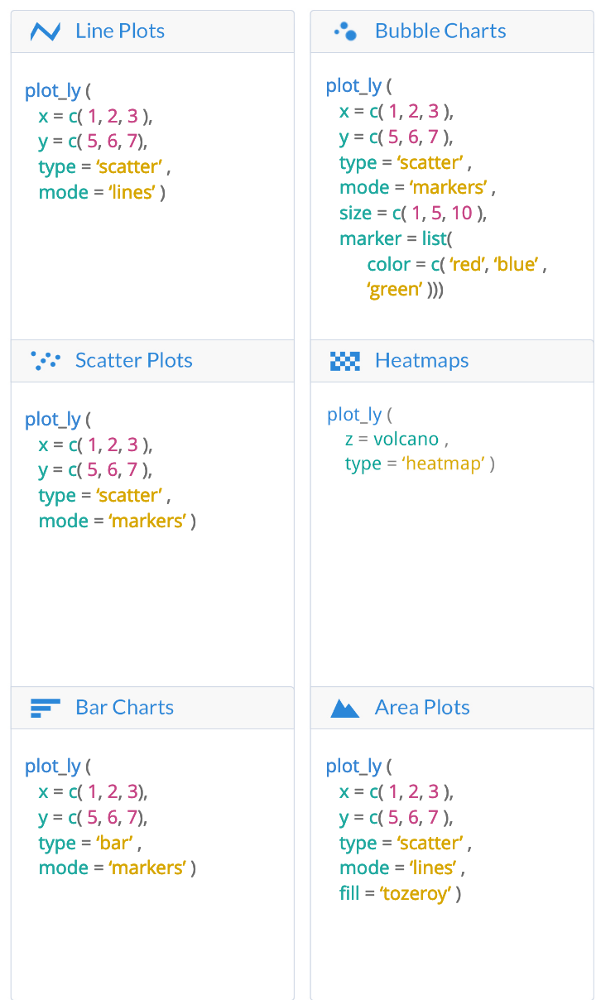 Line Plots
plot_ly (
x = c( 1, 2, 3 ),
y = c( 5, 6, 7),
type = ‘scatter’ ,
mode = ‘lines’ )
Bubble Charts
plot_ly (
x = c( 1, 2, 3 ),
y = c( 5, 6, 7 ),
type = ‘scatter’ ,
mode = ‘markers’ ,
size = c( 1, 5, 10 ),
marker = list(
color = c( ‘red’, ‘blue’ ,
‘green’ )))
Scatter Plots
plot_ly (
x = c( 1, 2, 3 ),
y = c( 5, 6, 7 ),
type = ‘scatter’ ,
mode = ‘markers’ )
Heatmaps
plot_ly (
z = volcano ,
type = ‘heatmap’ )
Bar Charts
plot_ly (
x = c( 1, 2, 3),
y = c( 5, 6, 7),
type = ‘bar’ ,
mode = ‘markers’ )
Area Plots
plot_ly (
x = c( 1, 2, 3 ),
y = c( 5, 6, 7 ),
type = ‘scatter’ ,
mode = ‘lines’ ,
fill = ‘tozeroy’ )